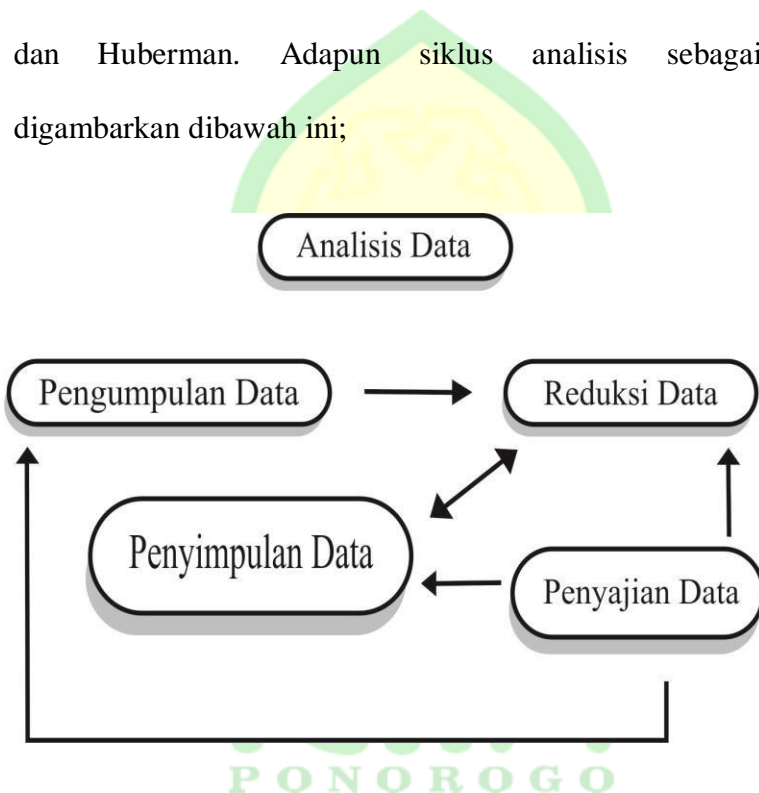 dan Huberman. Adapun siklus analisis sebagai
digambarkan dibawah ini;
Analisis Data
Pengumpulan Data
Reduksi Data
Penyimpulan Data
Penyajian Data
PONOROGO